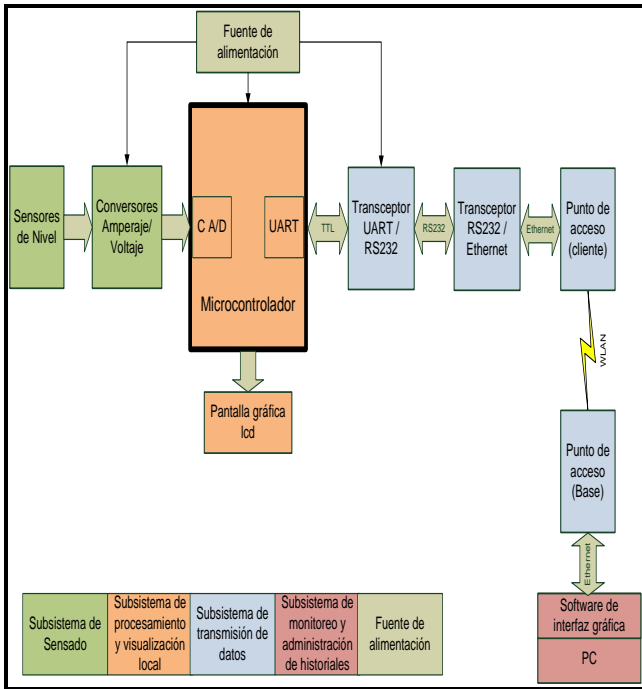 Fuente de
alimentación
Sensores
de Nivel
Conversores
Amperaje/
Voltaje
C A/D
UART
Microcontrolador
TTL
Transceptor
UART /
RS232
RS232
Transceptor
RS232 /
Ethernet
Ethernet
Punto de
acceso
(cliente)
WLAN
Pantalla gráfica
lcd
Punto de
acceso
(Base)
Ethernet
Software de
interfaz gráfica
PC
Subsistema de
Sensado
Subsistema de
procesamiento
y visualización
local
Subsistema de
transmisión de
datos
Subsistema de
monitoreo y
administración
de historiales
Fuente de
alimentación